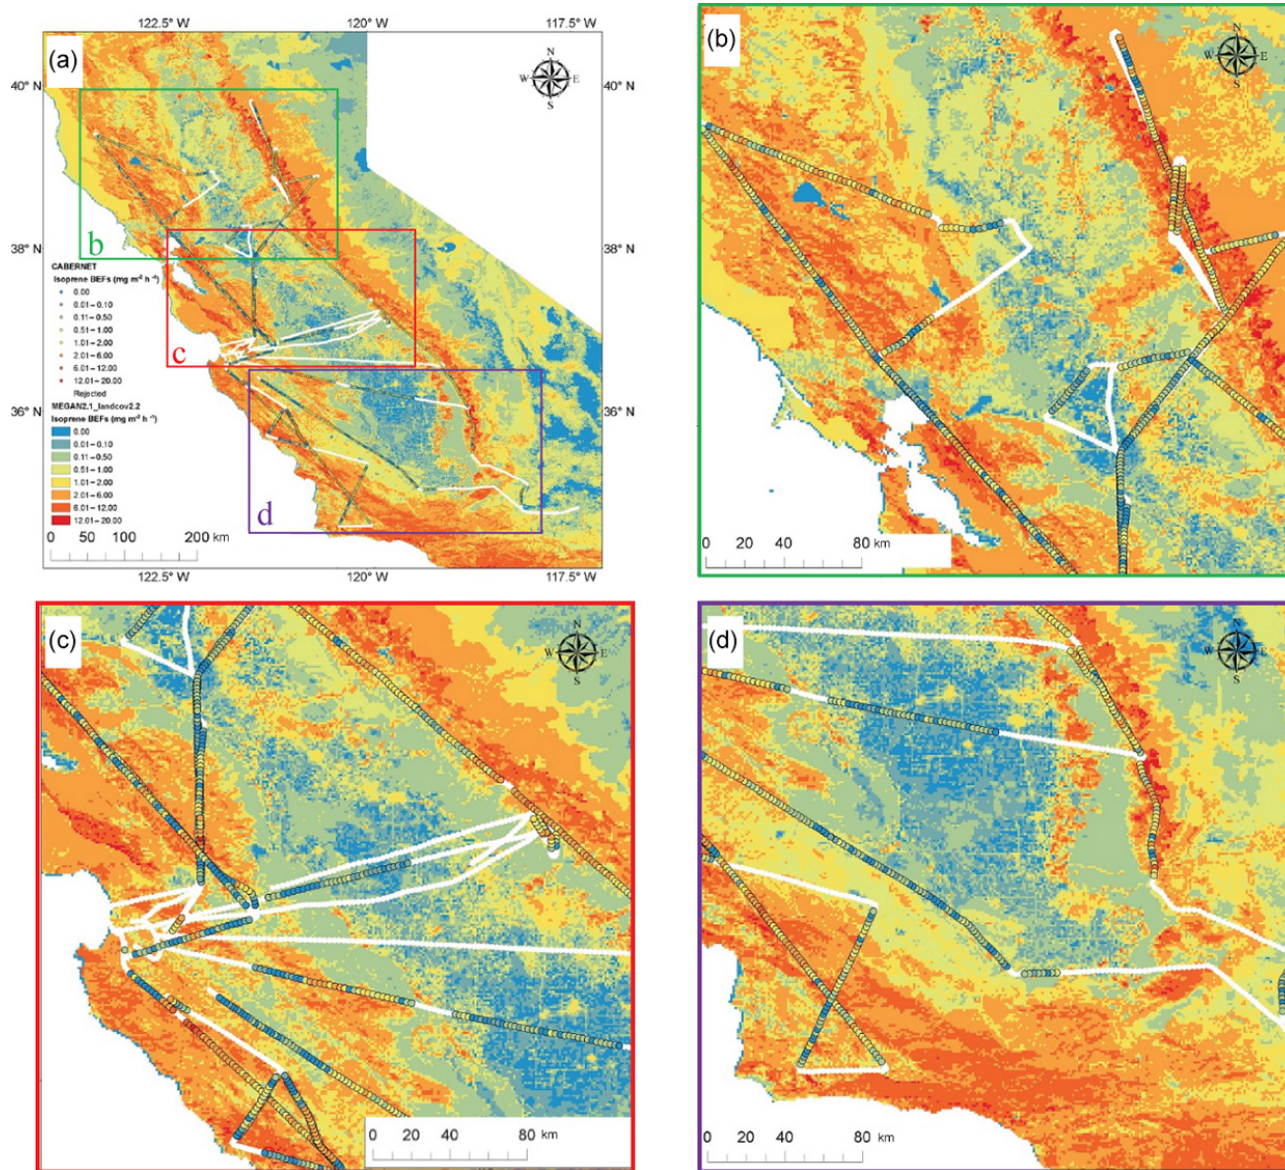 122.5° W 120° W 117.5° W
(a)
N
W E
S
40° N 40° N
b
38° N 38° N
CABERNET
Isoprene BEFs (mg m⁻² h⁻¹)
0.00
0.01–0.10
0.11–0.50
0.51–1.00
1.01–2.00
2.01–6.00
6.01–12.00
12.01–20.00
Rejected
c
MEGAN2.1_landcov2.2
Isoprene BEFs (mg m⁻² h⁻¹)
0.00
0.01–0.10
0.11–0.50
0.51–1.00
1.01–2.00
2.01–6.00
6.01–12.00
12.01–20.00
36° N 36° N
d
0 50 100 200 km
122.5° W 120° W 117.5° W
(b)
N
W E
S
0 20 40 80 km
(c)
N
W E
S
0 20 40 80 km
(d)
N
W E
S
0 20 40 80 km